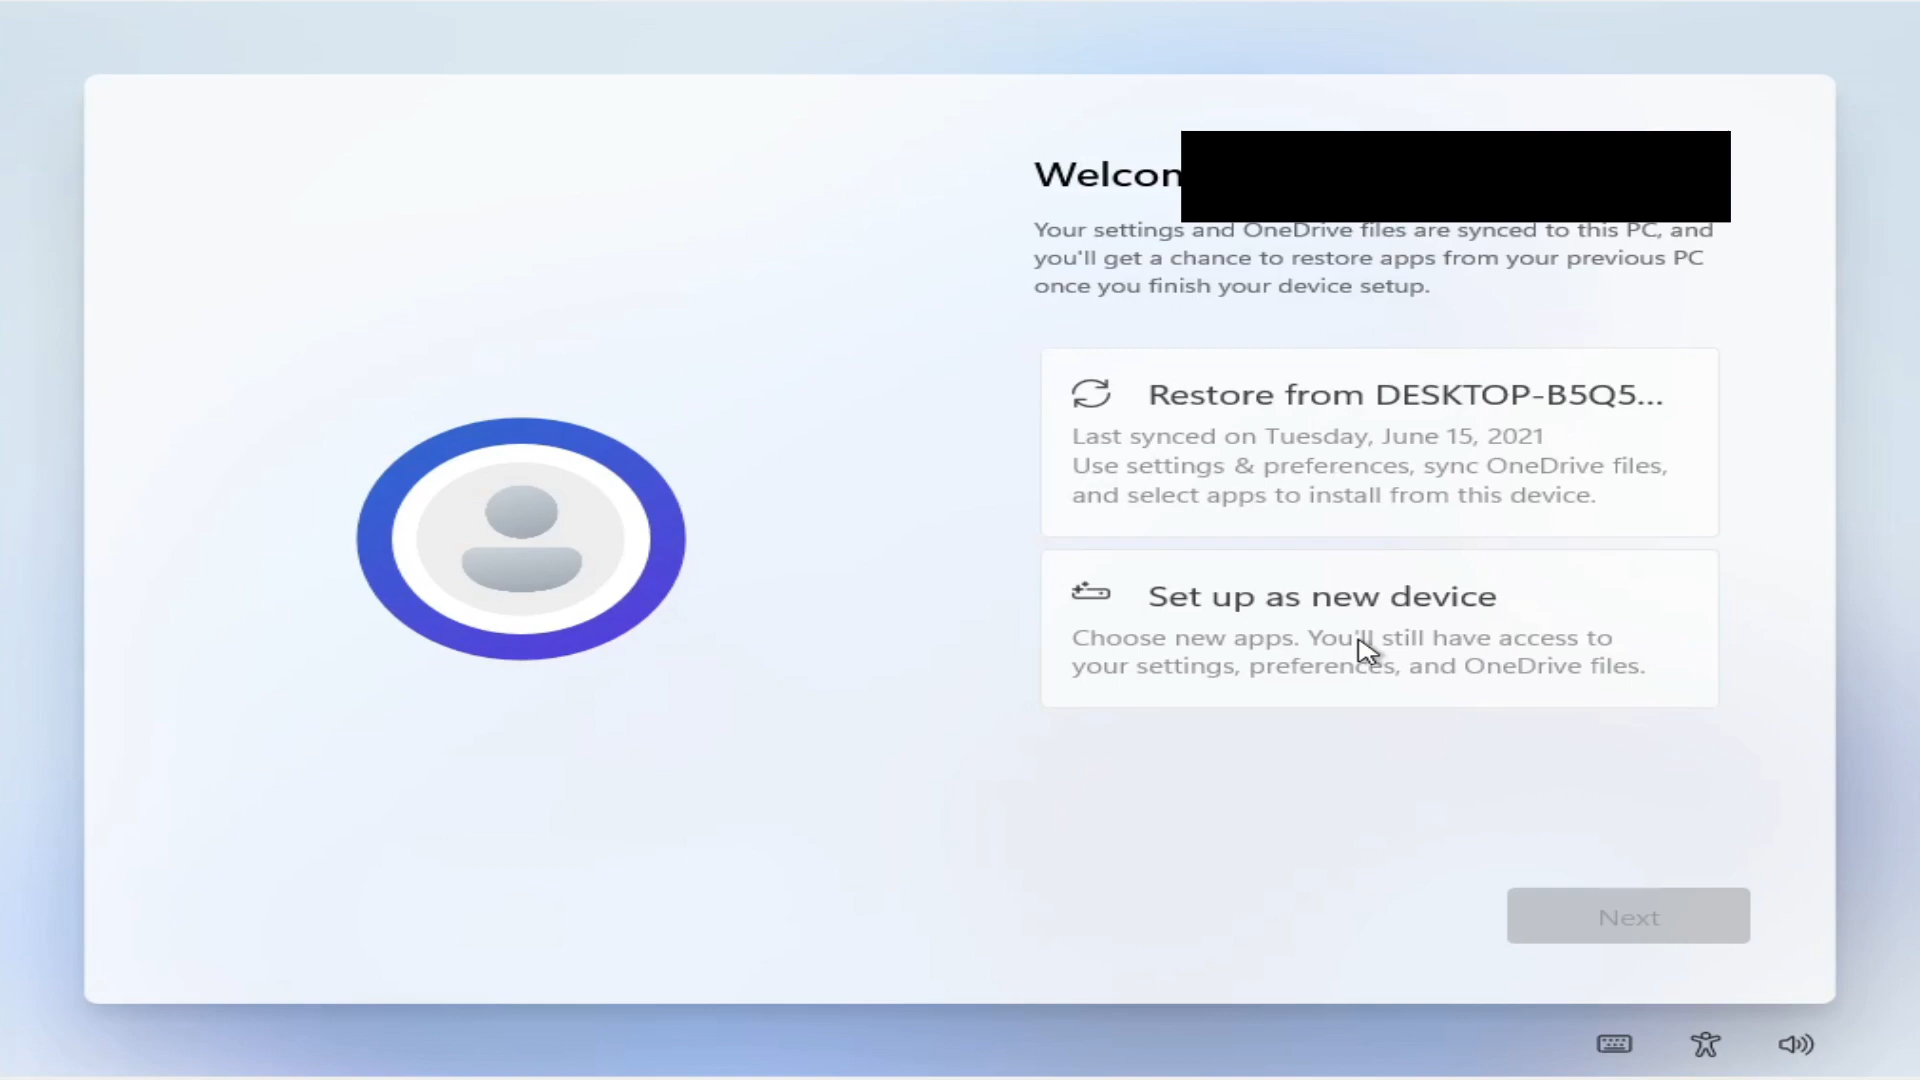 Your settings and OneDrive files are synced to this PC, and
you'll get a chance to restore apps from your previous PC
once you finish your device setup.
Restore from DESKTOP-B5Q5...
Last synced on Tuesday, June 15, 2021
Use settings & preferences, sync OneDrive files,
and select apps to install from this device.
Set up as new device
Choose new apps. You'll still have access to
your settings, preferences, and OneDrive files.
Next